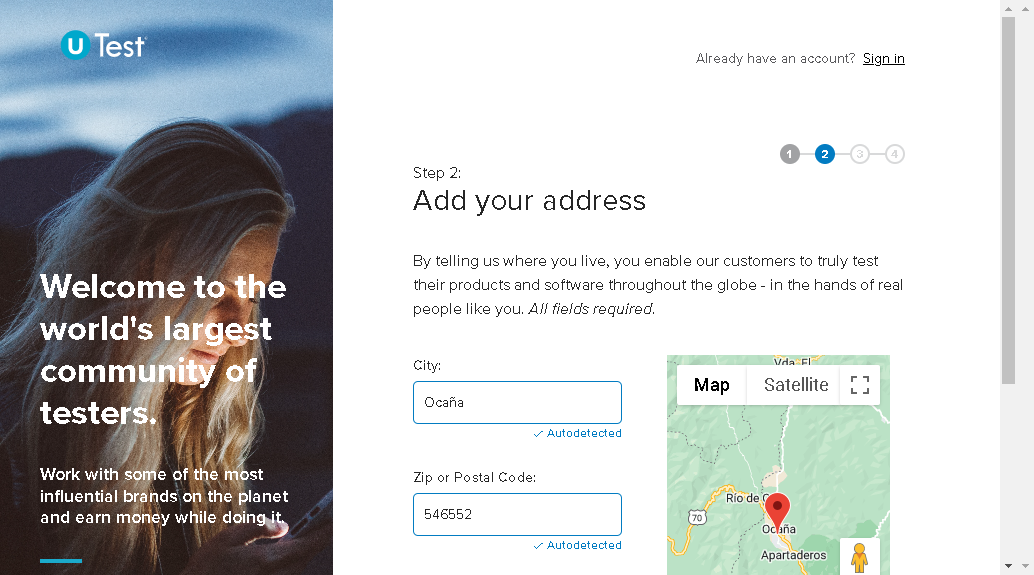 U Test
Already have an account? Sign in
1 2 3 4
Step 2:
Add your address
By telling us where you live, you enable our customers to truly test
their products and software throughout the globe - in the hands of real
people like you. All fields required.
Welcome to the
world's largest
community of
testers.
Work with some of the most
influential brands on the planet
and earn money while doing it.
City:
Ocaña
Autodetected
Zip or Postal Code:
546552
Autodetected
Vda. El
Map Satellite
Río de
70
Ocaña
Apartaderos